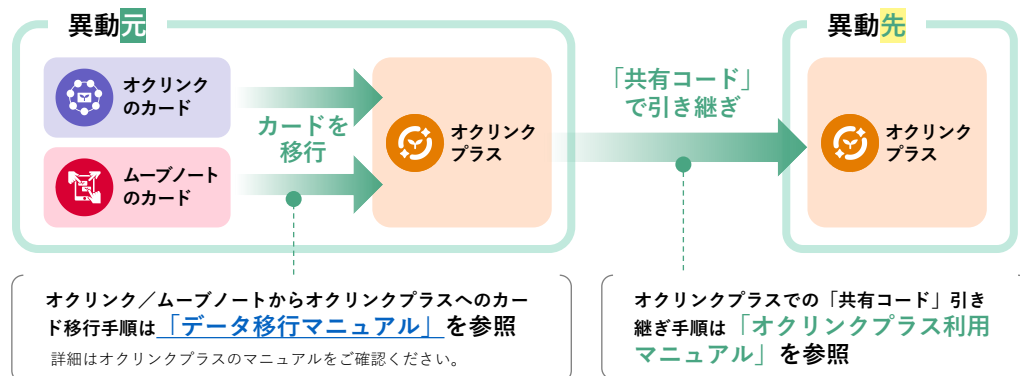 異動元
異動先
オクリンク
のカード
ムーブノート
のカード
カードを
移行
オクリンク
プラス
「共有コード」
で引き継ぎ
オクリンク
プラス
オクリンク／ムーブノートからオクリンクプラスへのカー
ド移行手順は「データ移行マニュアル」を参照
詳細はオクリンクプラスのマニュアルをご確認ください。
オクリンクプラスでの「共有コード」引き
継ぎ手順は「オクリンクプラス利用
マニュアル」を参照